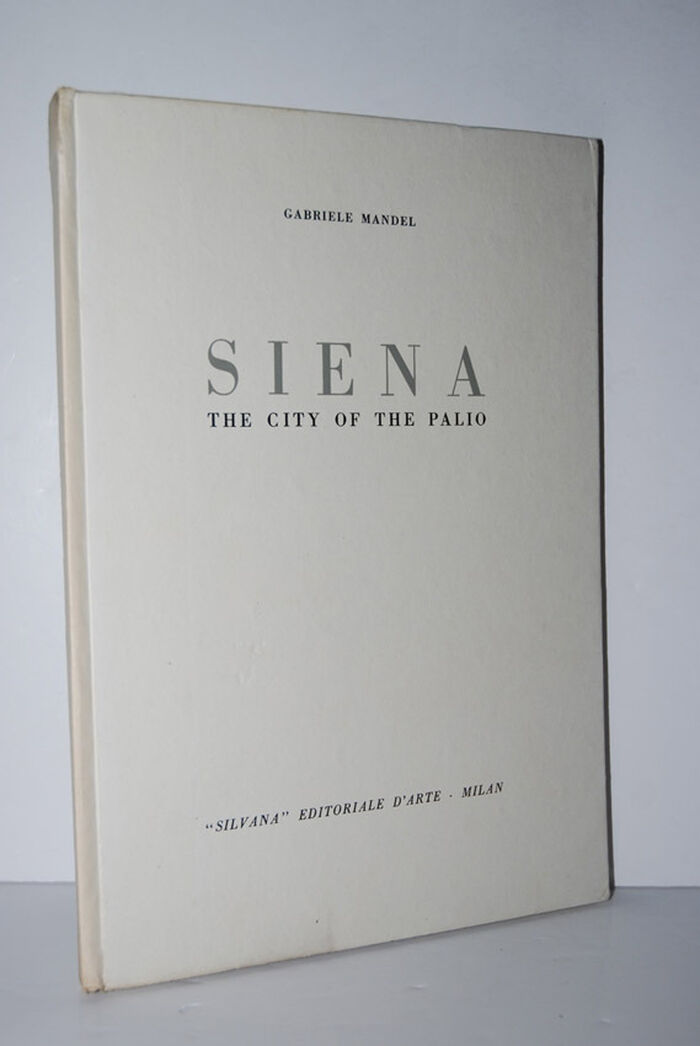 GABRIELE MANDEL
SIENA
THE CITY OF THE PALIO
"SILVANA" EDITORIALE D'ARTE · MILAN